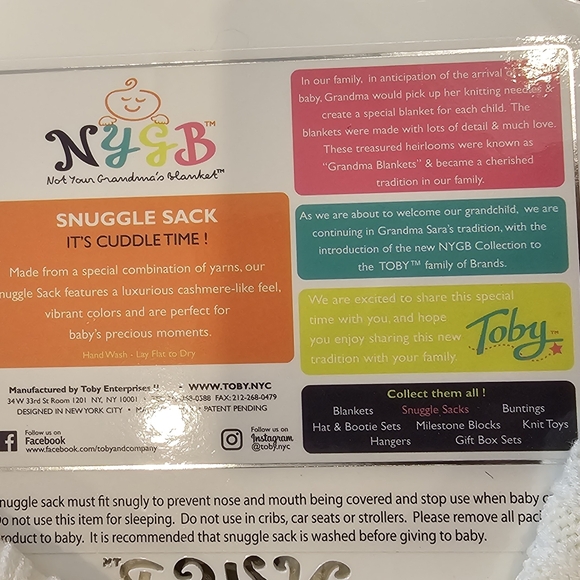 NYGB™
Not Your Grandma's Blanket™
SNUGGLE SACK
IT'S CUDDLE TIME !
Made from a special combination of yarns, our
nuggle Sack features a luxurious cashmere-like feel,
vibrant colors and are perfect for
baby's precious moments.
Hand Wash - Lay Flat to Dry
In our family, in anticipation of the arrival of
baby, Grandma would pick up her knitting needles &
create a special blanket for each child. The
blankets were made with lots of detail & much love.
These treasured heirlooms were known as
"Grandma Blankets" & became a cherished
tradition in our family.
As we are about to welcome our grandchild, we are
continuing in Grandma Sara's tradition, with the
introduction of the new NYGB Collection to
the TOBY™ family of Brands.
We are excited to share this special
time with you, and hope
you enjoy sharing this new
tradition with your family.
Toby™
Manufactured by Toby Enterprises
WWW.TOBY.NYC
34 W 33rd St Room 1201 NY, NY 10001
-0588 FAX: 212-268-0479
DESIGNED IN NEW YORK CITY • PATENT PENDING
Follow us on
Facebook
www.facebook.com/tobyandcompany
Follow us on
Instagram
@toby.nyc
Collect them all !
Blankets Snuggle Sacks Buntings
Hat & Bootie Sets Milestone Blocks Knit Toys
Hangers Gift Box Sets
nuggle sack must fit snugly to prevent nose and mouth being covered and stop use when baby
o not use this item for sleeping. Do not use in cribs, car seats or strollers. Please remove all
roduct to baby. It is recommended that snuggle sack is washed before giving to baby.